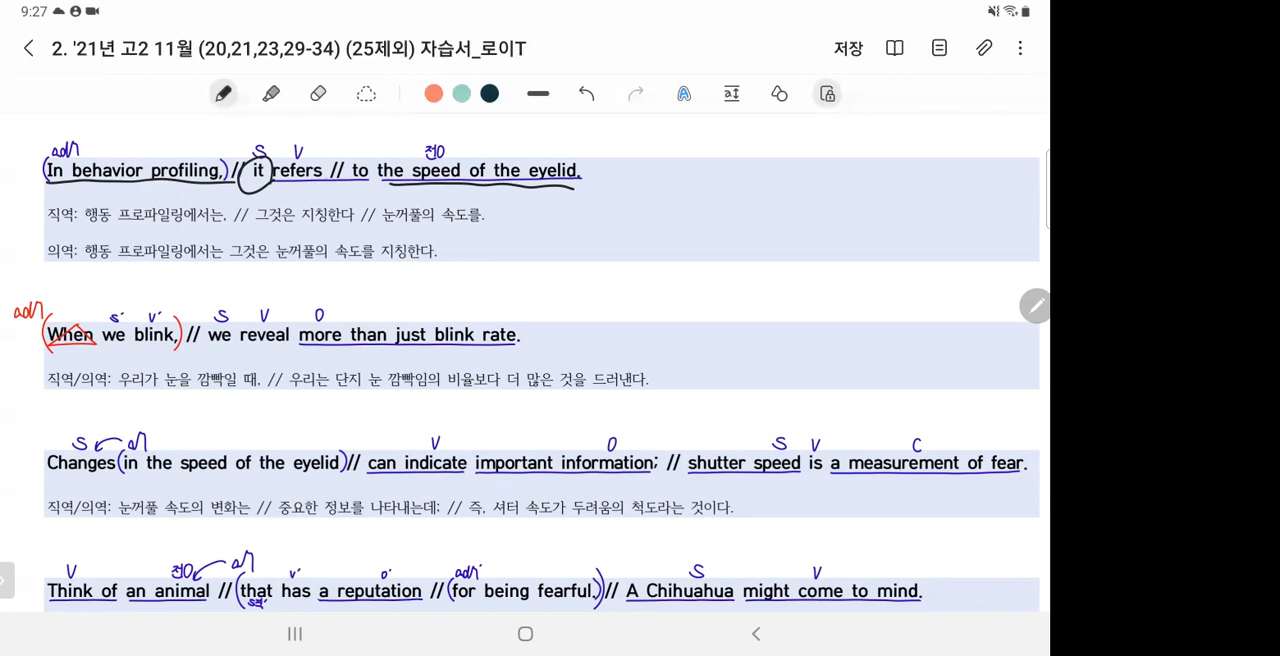 9:27
2. '21년 고2 11월 (20,21,23,29-34) (25제외) 자습서_로이T 저장
adv S V 전O
(In behavior profiling,) // it refers // to the speed of the eyelid.
직역: 행동 프로파일링에서는, // 그것은 지칭한다 // 눈꺼풀의 속도를.
의역: 행동 프로파일링에서는 그것은 눈꺼풀의 속도를 지칭한다.
adv s' v' S V O
(When we blink,) // we reveal more than just blink rate.
직역/의역: 우리가 눈을 깜빡일 때, // 우리는 단지 눈 깜빡임의 비율보다 더 많은 것을 드러낸다.
S V O S V C
Changes (in the speed of the eyelid) // can indicate important information; // shutter speed is a measurement of fear.
직역/의역: 눈꺼풀 속도의 변화는 // 중요한 정보를 나타내는데: // 즉, 셔터 속도가 두려움의 척도라는 것이다.
V 전O v' o' adv' S V
Think of an animal // (that has a reputation // (for being fearful.)) // A Chihuahua might come to mind.